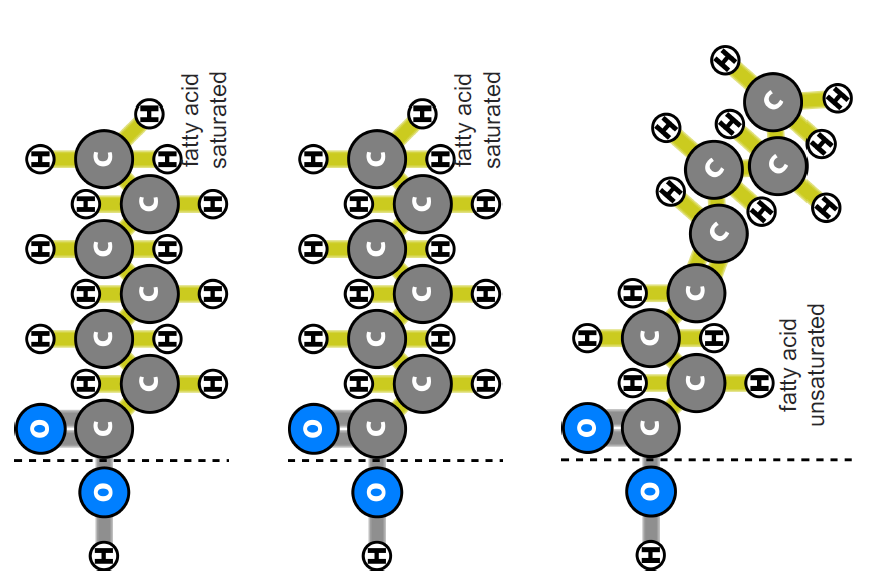 O H H H
H H H
H O C C C C
C C C H
H H H
fatty acid
H H H
saturated
O H H H
H H H
H O C C C C
C C C H
H H H
fatty acid
H H H
saturated
O H
H H
H O C C
H H
C C
H C C H
H H H
C C
fatty acid
unsaturated
H H H